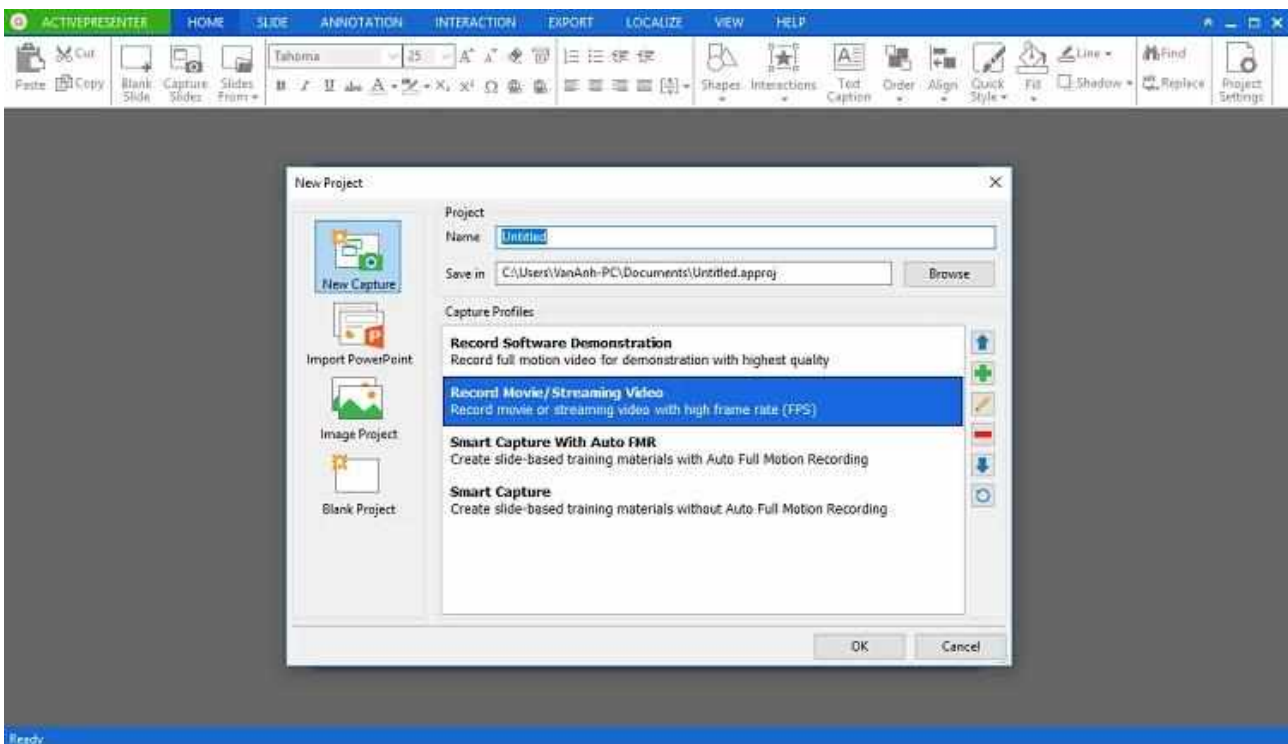 ACTIVEPRESENTER HOME SLIDE ANNOTATION INTERACTION EXPORT LOCALIZE VIEW HELP
Paste
Cut
Copy
Blank Slide
Capture Slides
Slides From
Tahoma 25
Shapes
Interactions
Text Caption
Order
Align
Quick Style
Fill
Line
Shadow
Find
Replace
Project Settings
New Project
New Capture
Import PowerPoint
Image Project
Blank Project
Project
Name Untitled
Save in C:\Users\VanAnh-PC\Documents\Untitled.approj Browse
Capture Profiles
Record Software Demonstration
Record full motion video for demonstration with highest quality
Record Movie/Streaming Video
Record movie or streaming video with high frame rate (FPS)
Smart Capture With Auto FMR
Create slide-based training materials with Auto Full Motion Recording
Smart Capture
Create slide-based training materials without Auto Full Motion Recording
OK Cancel
Ready